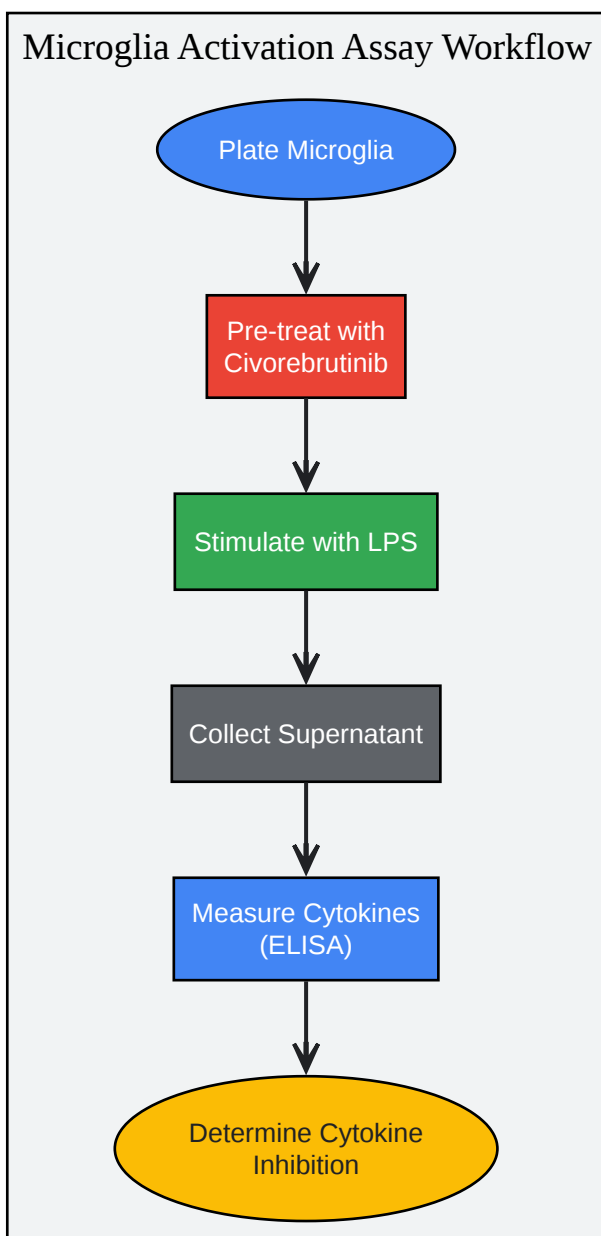 Microglia Activation Assay Workflow
Plate Microglia
Pre-treat with
Civorebrutinib
Stimulate with LPS
Collect Supernatant
Measure Cytokines
(ELISA)
Determine Cytokine
Inhibition